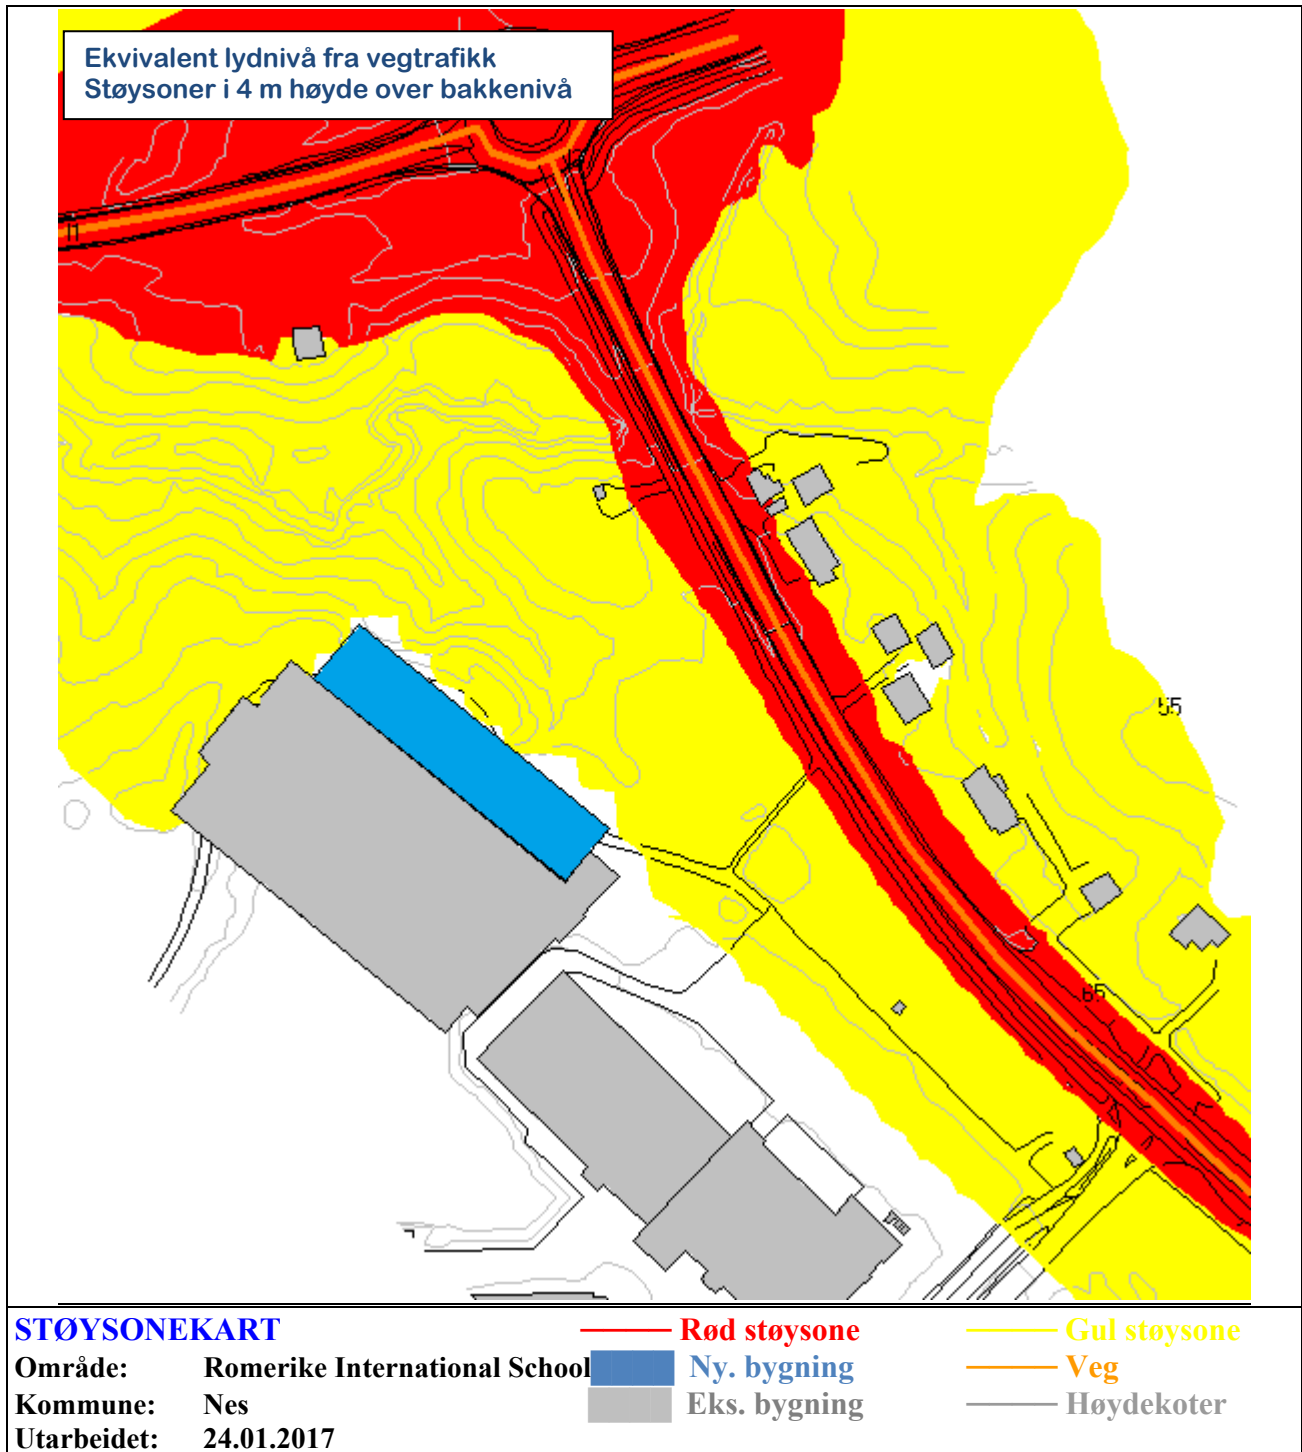 Ekvivalent lydnivå fra vegtrafikk
Støysoner i 4 m høyde over bakkenivå
55
65
STØYSONEKART
Område: Romerike International School
Kommune: Nes
Utarbeidet: 24.01.2017
Rød støysone
Gul støysone
Ny. bygning
Veg
Eks. bygning
Høydekoter